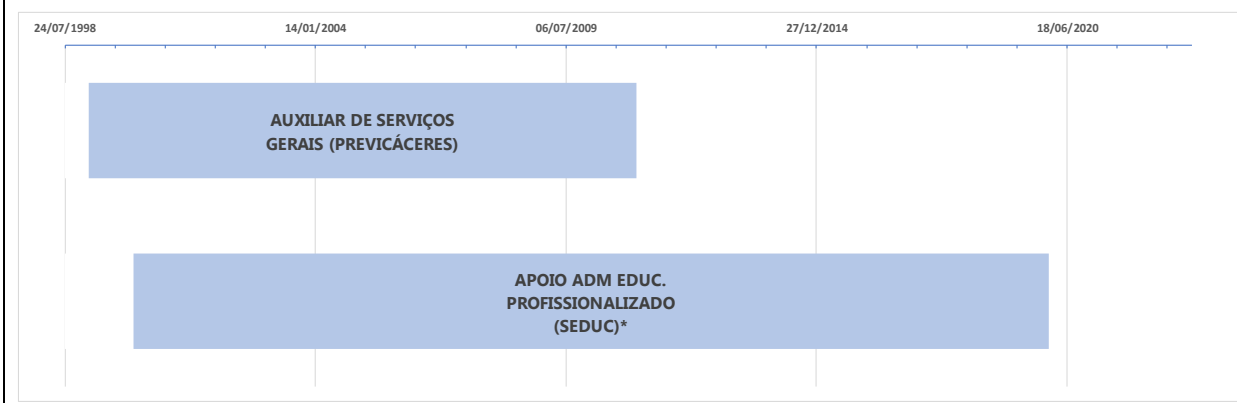 24/07/1998 14/01/2004 06/07/2009 27/12/2014 18/06/2020
AUXILIAR DE SERVIÇOS
GERAIS (PREVICÁCERES)
APOIO ADM EDUC.
PROFISSIONALIZADO
(SEDUC)*